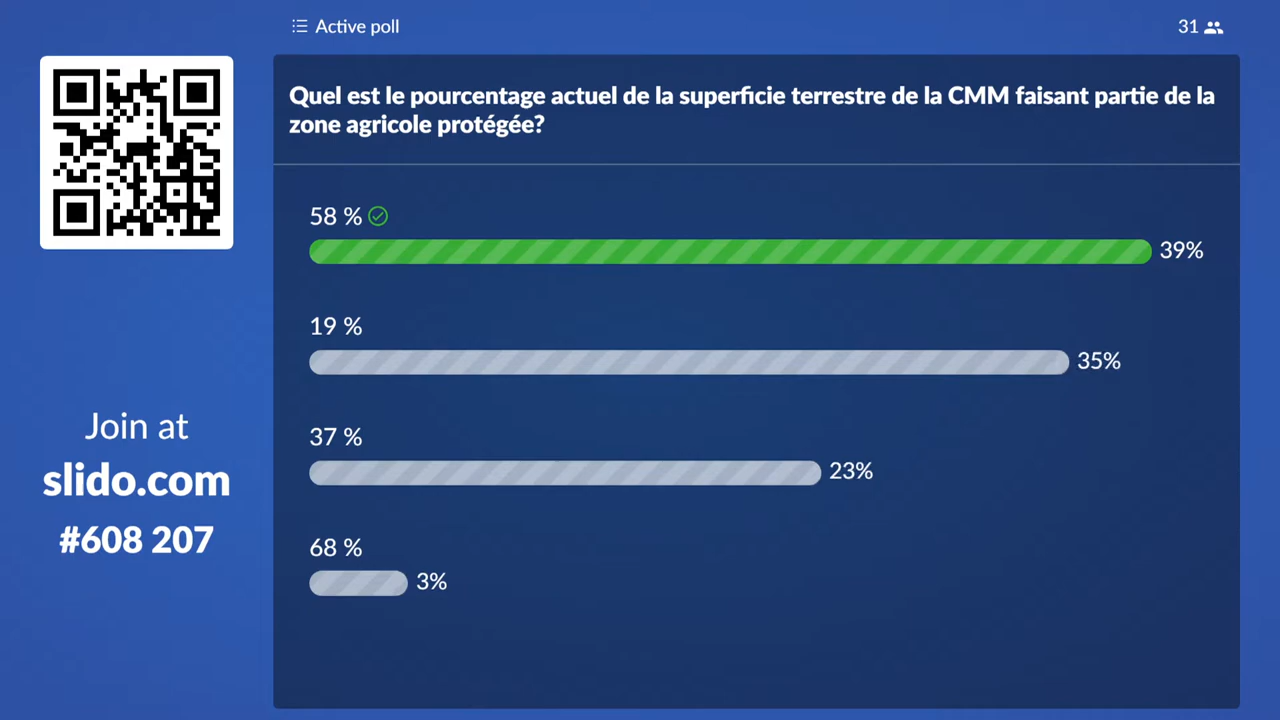 Active poll
31
Quel est le pourcentage actuel de la superficie terrestre de la CMM faisant partie de la
zone agricole protégée?
58 %
39%
19 %
35%
37 %
23%
68 %
3%
Join at
slido.com
#608 207